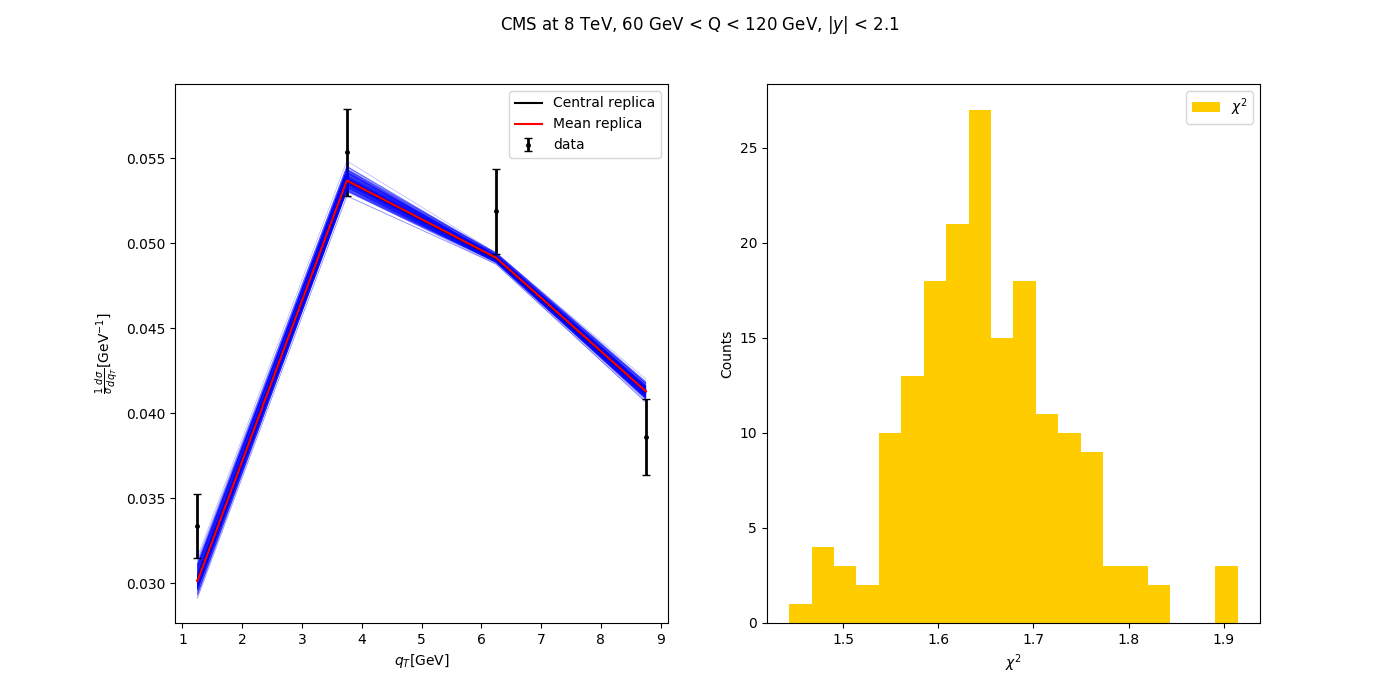 CMS at 8 TeV, 60 GeV < Q < 120 GeV, |y| < 2.1
Central replica
Mean replica
data
0.055
0.050
0.045
0.040
0.035
0.030
1/σ dσ/dq_T [GeV⁻¹]
1 2 3 4 5 6 7 8 9
q_T[GeV]
χ²
25
20
15
10
5
0
Counts
1.5 1.6 1.7 1.8 1.9
χ²